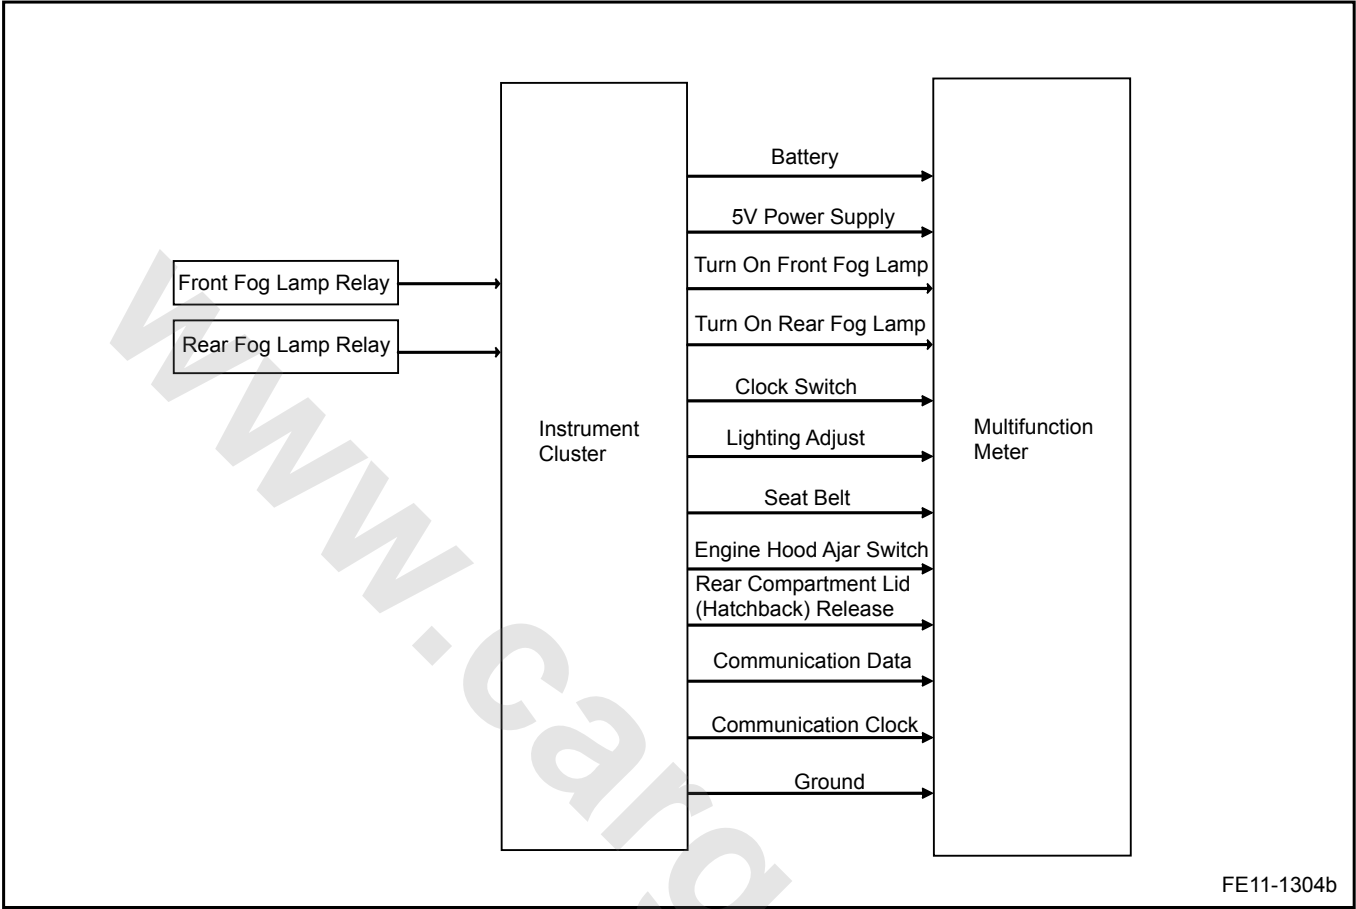 Battery
5V Power Supply
Turn On Front Fog Lamp
Front Fog Lamp Relay
Turn On Rear Fog Lamp
Rear Fog Lamp Relay
Clock Switch
Lighting Adjust
Instrument
Cluster
Multifunction
Meter
Seat Belt
Engine Hood Ajar Switch
Rear Compartment Lid
(Hatchback) Release
Communication Data
Communication Clock
Ground
FE11-1304b
www.carg